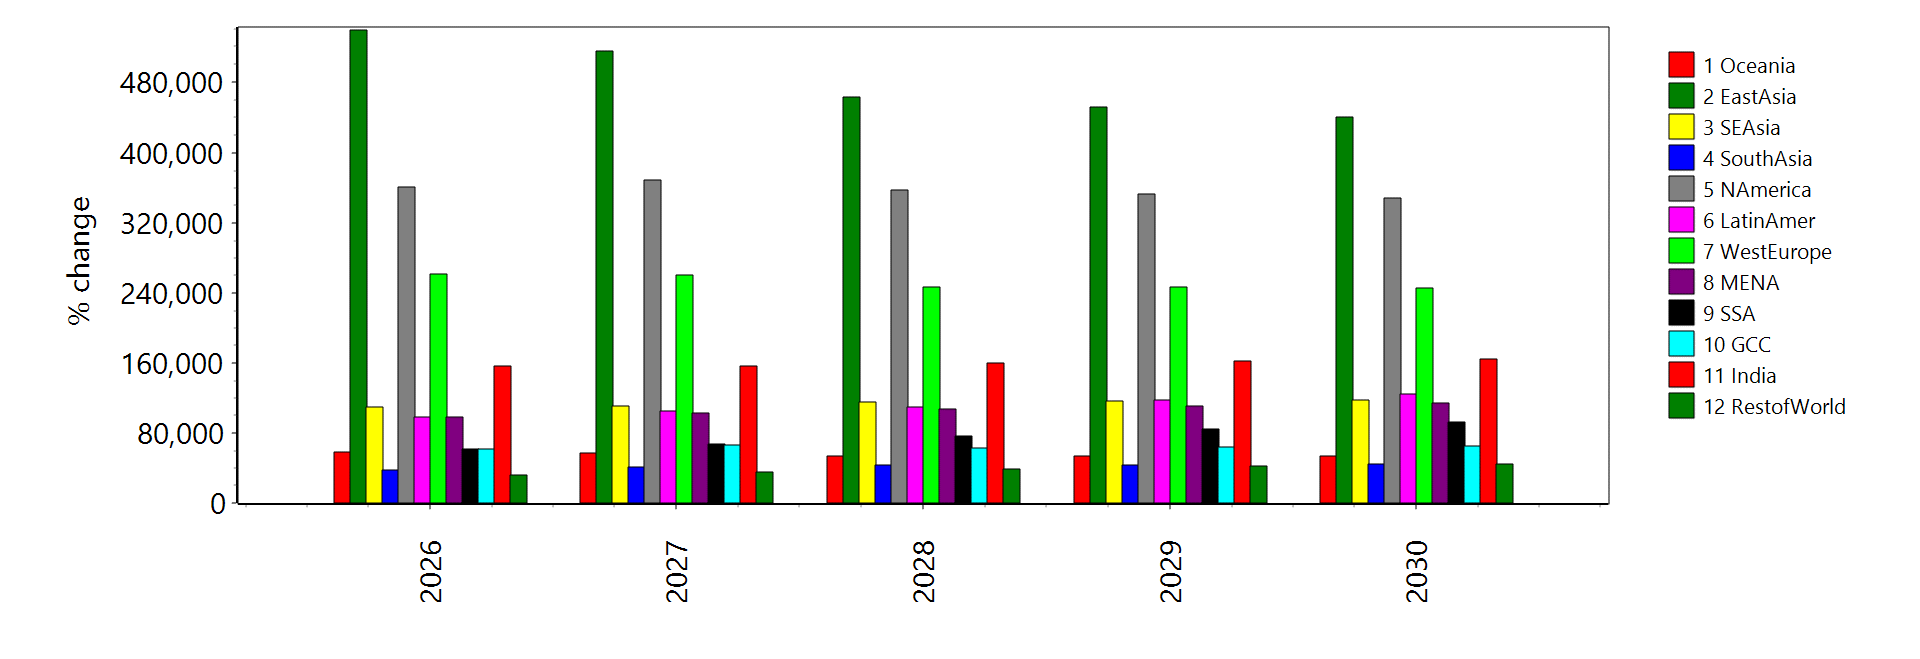 % change
480,000
400,000
320,000
240,000
160,000
80,000
0
2026
2027
2028
2029
2030
1 Oceania
2 EastAsia
3 SEAsia
4 SouthAsia
5 NAmerica
6 LatinAmer
7 WestEurope
8 MENA
9 SSA
10 GCC
11 India
12 RestofWorld